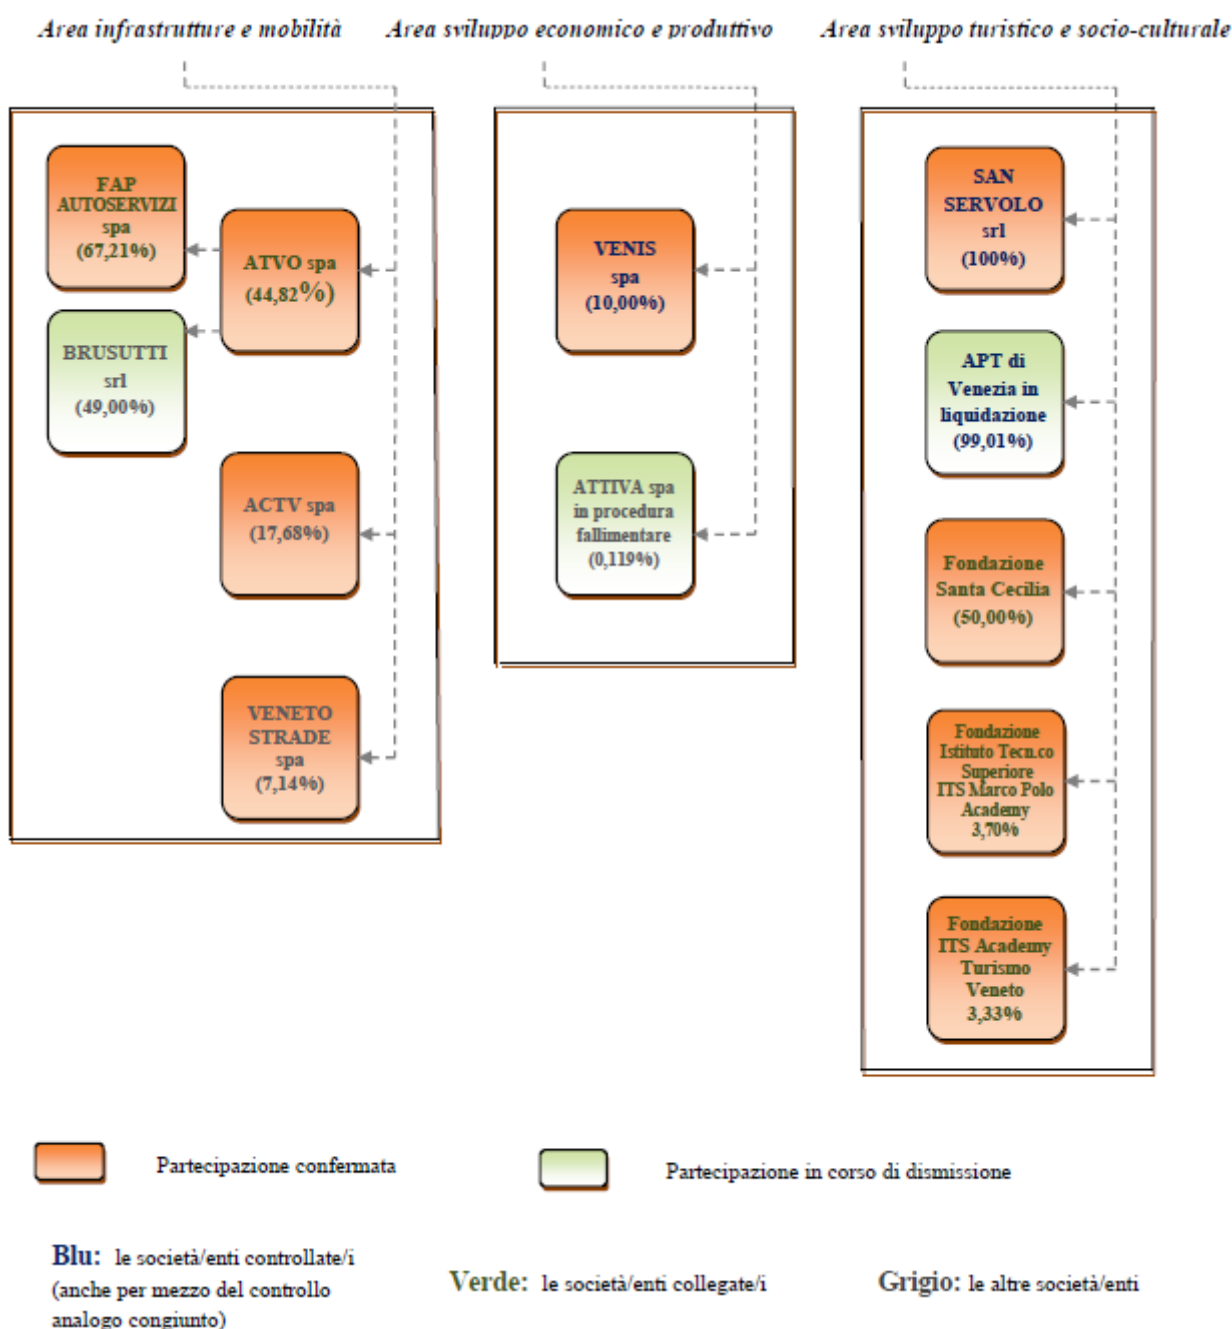 Area infrastrutture e mobilità
Area sviluppo economico e produttivo
Area sviluppo turistico e socio-culturale
FAP
AUTOSERVIZI
spa
(67,21%)
ATVO spa
(44,82%)
BRUSUTTI
srl
(49,00%)
ACTV spa
(17,68%)
VENETO
STRADE
spa
(7,14%)
VENIS
spa
(10,00%)
ATTIVA spa
in procedura
fallimentare
(0,119%)
SAN
SERVOLO
srl
(100%)
APT di
Venezia in
liquidazione
(99,01%)
Fondazione
Santa Cecilia
(50,00%)
Fondazione
Istituto Tecn.co
Superiore
ITS Marco Polo
Academy
3,70%
Fondazione
ITS Academy
Turismo
Veneto
3,33%
Partecipazione confermata
Partecipazione in corso di dismissione
Blu: le società/enti controllate/i
(anche per mezzo del controllo
analogo congiunto)
Verde: le società/enti collegate/i
Grigio: le altre società/enti